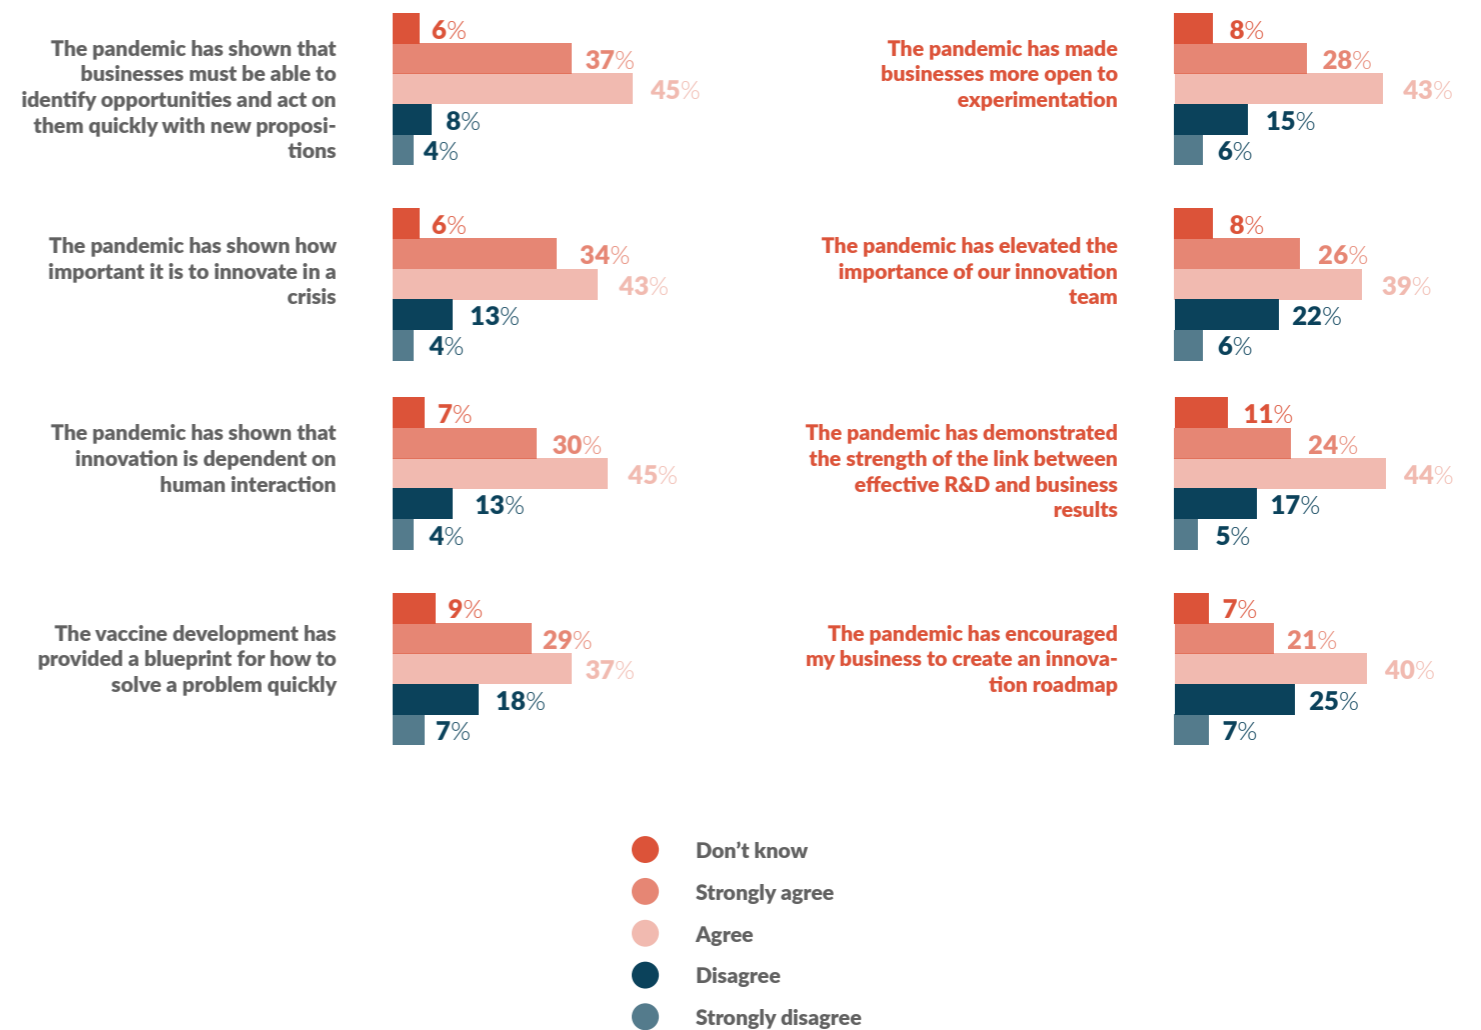 The pandemic has shown that
businesses must be able to
identify opportunities and act on
them quickly with new proposi-
tions
6%
37%
45%
8%
4%
The pandemic has made
businesses more open to
experimentation
8%
28%
43%
15%
6%
The pandemic has shown how
important it is to innovate in a
crisis
6%
34%
43%
13%
4%
The pandemic has elevated the
importance of our innovation
team
8%
26%
39%
22%
6%
The pandemic has shown that
innovation is dependent on
human interaction
7%
30%
45%
13%
4%
The pandemic has demonstrated
the strength of the link between
effective R&D and business
results
11%
24%
44%
17%
5%
The vaccine development has
provided a blueprint for how to
solve a problem quickly
9%
29%
37%
18%
7%
The pandemic has encouraged
my business to create an innova-
tion roadmap
7%
21%
40%
25%
7%
Don’t know
Strongly agree
Agree
Disagree
Strongly disagree